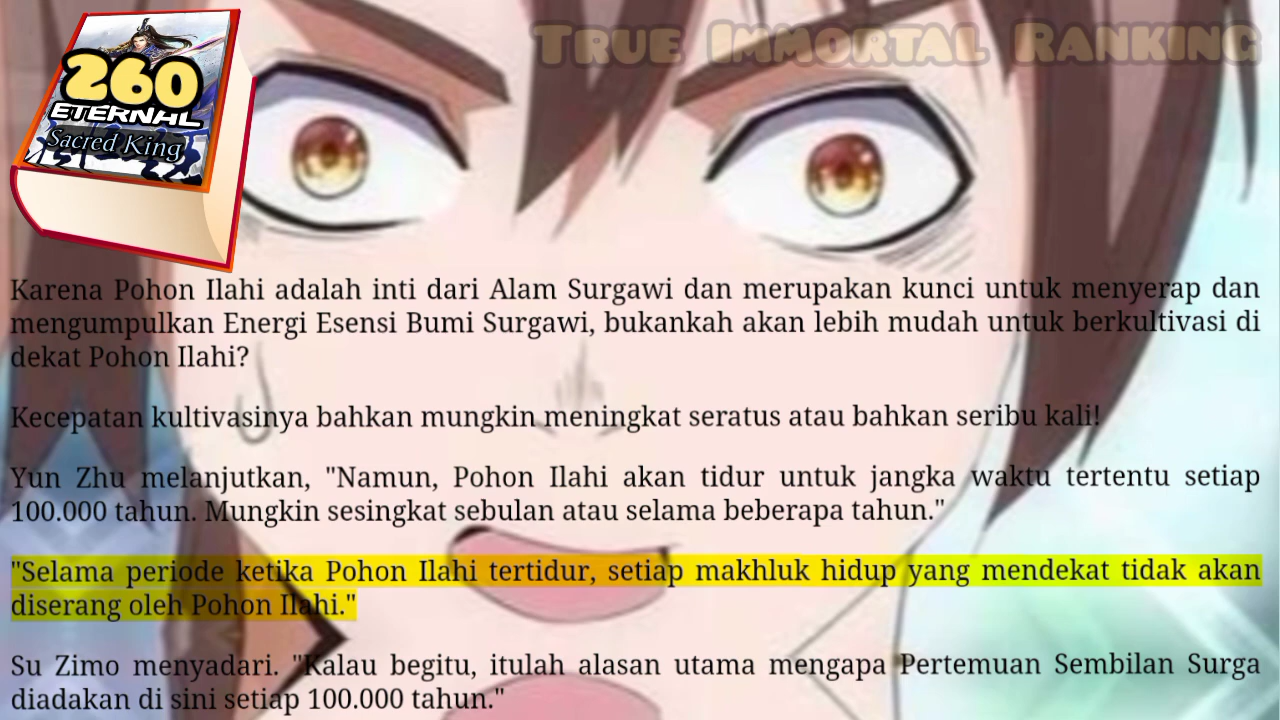 True Immortal Ranking
260
ETERNAL
Sacred King
Karena Pohon Ilahi adalah inti dari Alam Surgawi dan merupakan kunci untuk menyerap dan
mengumpulkan Energi Esensi Bumi Surgawi, bukankah akan lebih mudah untuk berkultivasi di
dekat Pohon Ilahi?
Kecepatan kultivasinya bahkan mungkin meningkat seratus atau bahkan seribu kali!
Yun Zhu melanjutkan, "Namun, Pohon Ilahi akan tidur untuk jangka waktu tertentu setiap
100.000 tahun. Mungkin sesingkat sebulan atau selama beberapa tahun."
"Selama periode ketika Pohon Ilahi tertidur, setiap makhluk hidup yang mendekat tidak akan
diserang oleh Pohon Ilahi."
Su Zimo menyadari. "Kalau begitu, itulah alasan utama mengapa Pertemuan Sembilan Surga
diadakan di sini setiap 100.000 tahun."